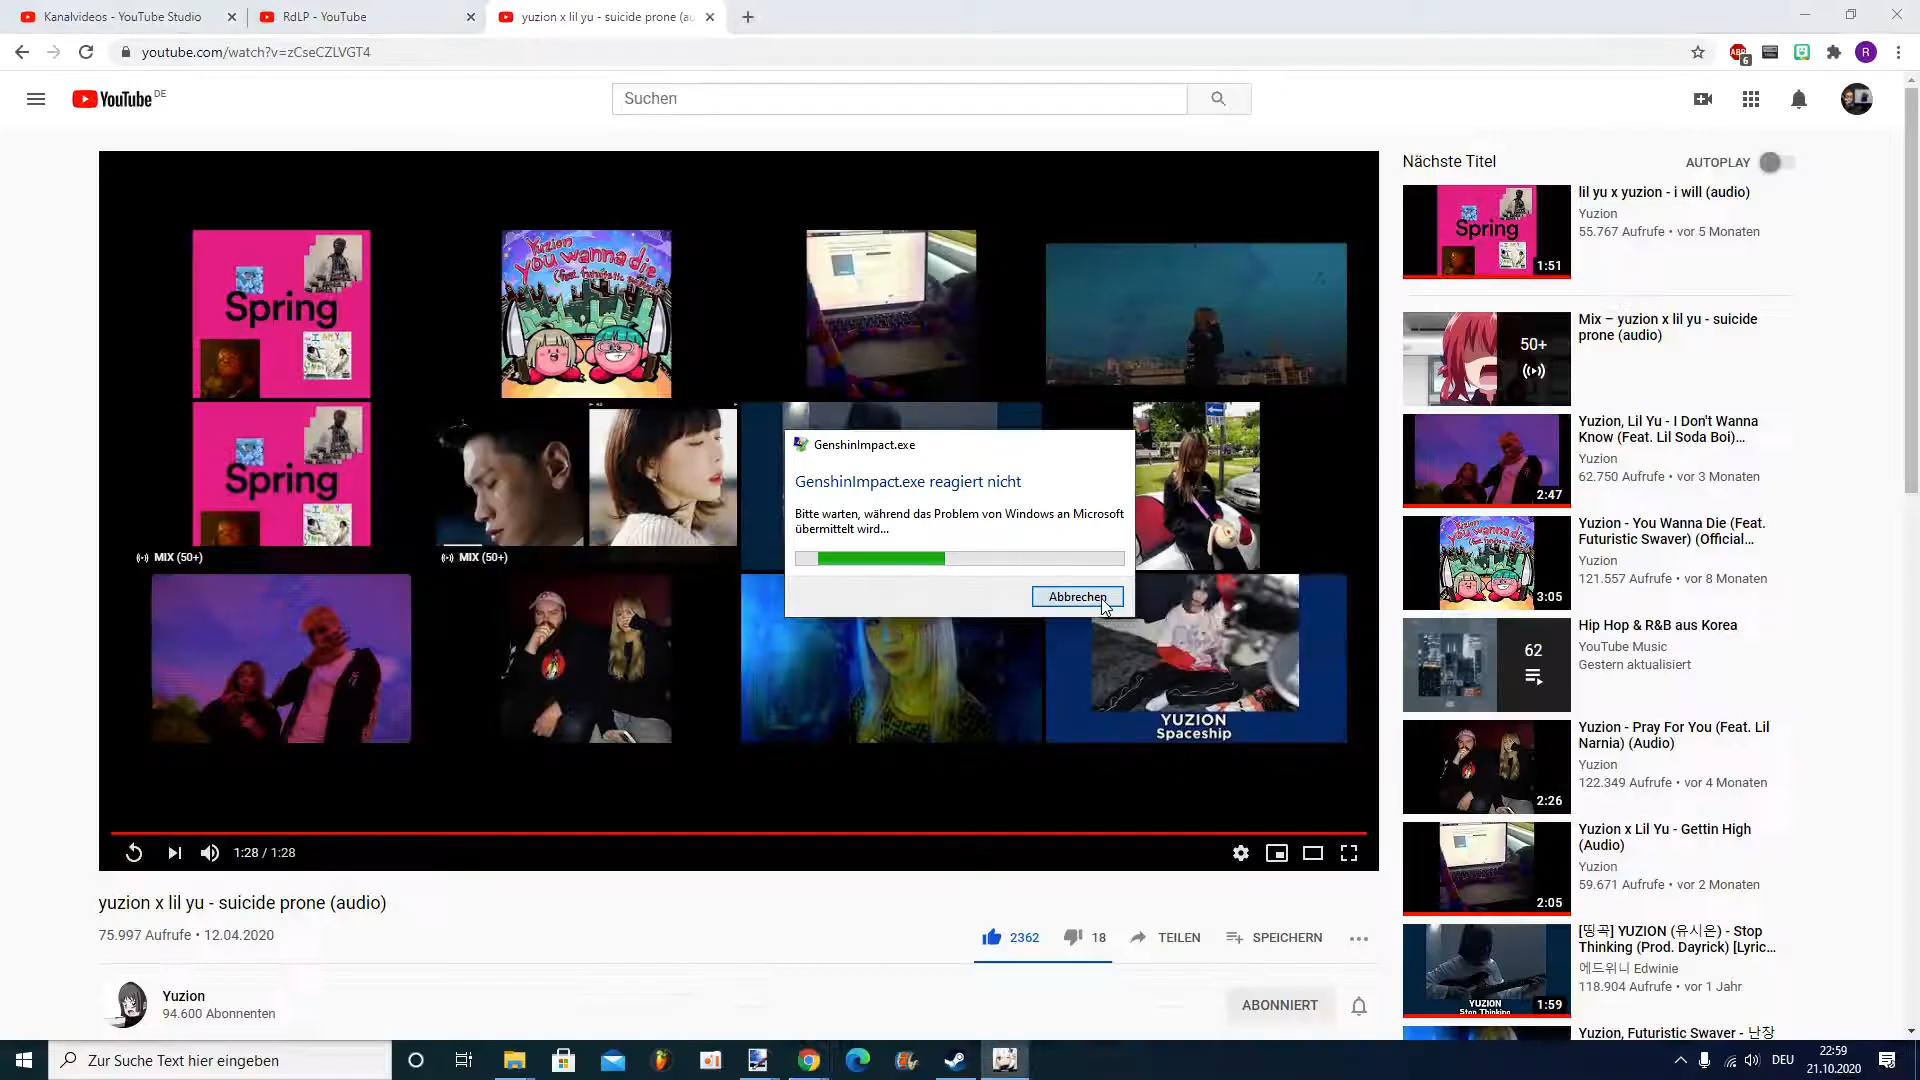 Kanalvideos - YouTube Studio
RdLP - YouTube
yuzion x lil yu - suicide prone (au
youtube.com/watch?v=zCseCZLVGT4
ABP
6
R
YouTube DE
Suchen
Spring
Yuzion
you wanna die
Spring
MIX (50+)
MIX (50+)
YUZION
Spaceship
GenshinImpact.exe
GenshinImpact.exe reagiert nicht
Bitte warten, während das Problem von Windows an Microsoft
übermittelt wird...
Abbrechen
1:28 / 1:28
yuzion x lil yu - suicide prone (audio)
75.997 Aufrufe • 12.04.2020
2362
18
TEILEN
SPEICHERN
Yuzion
94.600 Abonnenten
ABONNIERT
Nächste Titel
AUTOPLAY
Spring
1:51
lil yu x yuzion - i will (audio)
Yuzion
55.767 Aufrufe • vor 5 Monaten
50+
Mix – yuzion x lil yu - suicide
prone (audio)
2:47
Yuzion, Lil Yu - I Don't Wanna
Know (Feat. Lil Soda Boi)...
Yuzion
62.750 Aufrufe • vor 3 Monaten
you wanna die
3:05
Yuzion - You Wanna Die (Feat.
Futuristic Swaver) (Official...
Yuzion
121.557 Aufrufe • vor 8 Monaten
62
Hip Hop & R&B aus Korea
YouTube Music
Gestern aktualisiert
2:26
Yuzion - Pray For You (Feat. Lil
Narnia) (Audio)
Yuzion
122.349 Aufrufe • vor 4 Monaten
2:05
Yuzion x Lil Yu - Gettin High
(Audio)
Yuzion
59.671 Aufrufe • vor 2 Monaten
YUZION
Stop Thinking
1:59
[띵곡] YUZION (유시온) - Stop
Thinking (Prod. Dayrick) [Lyric...
에드위니 Edwinie
118.904 Aufrufe • vor 1 Jahr
Yuzion, Futuristic Swaver - 난장
Zur Suche Text hier eingeben
DEU
22:59
21.10.2020